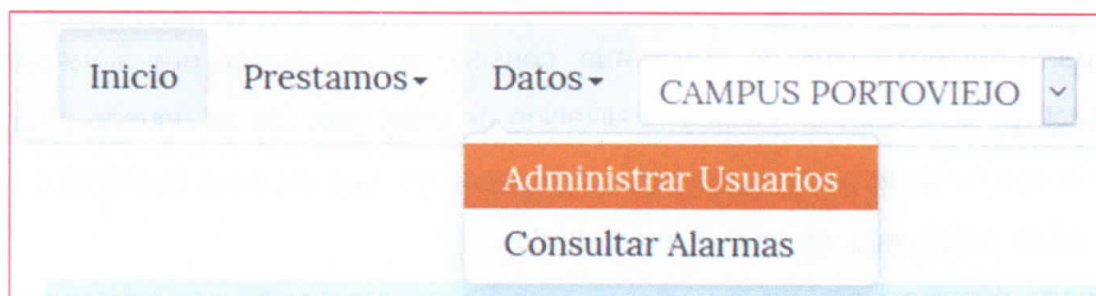 Inicio Prestamos Datos CAMPUS PORTOVIEJO
Administrar Usuarios
Consultar Alarmas